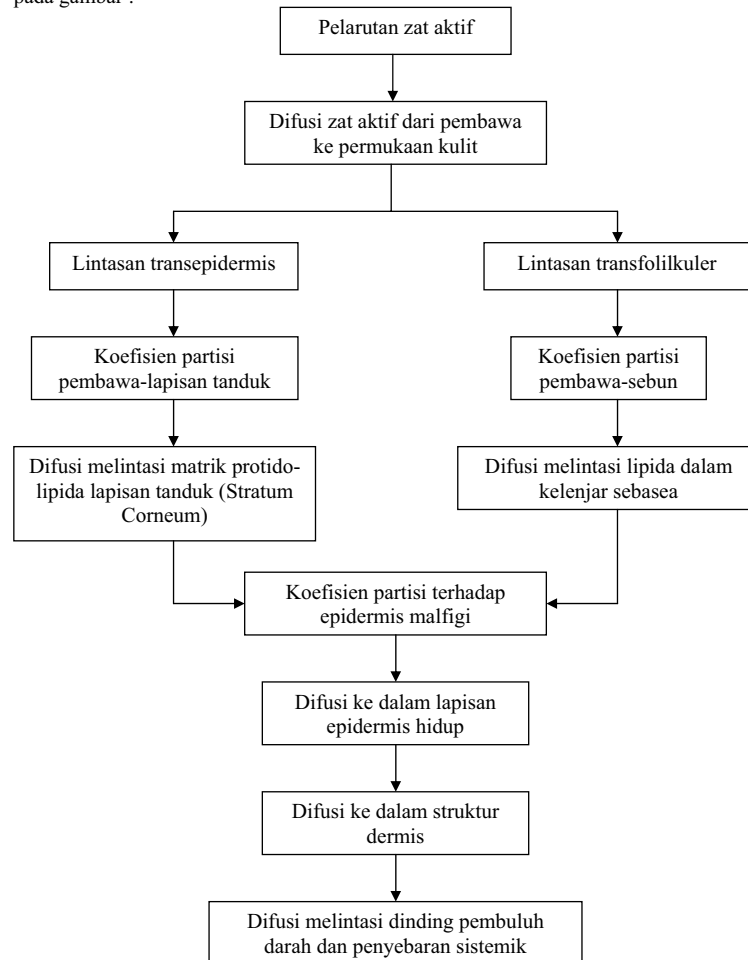 pada gambar :
Pelarutan zat aktif
Difusi zat aktif dari pembawa
ke permukaan kulit
Lintasan transepidermis
Lintasan transfolilkuler
Koefisien partisi
pembawa-lapisan tanduk
Koefisien partisi
pembawa-sebun
Difusi melintasi matrik protido-
lipida lapisan tanduk (Stratum
Corneum)
Difusi melintasi lipida dalam
kelenjar sebasea
Koefisien partisi terhadap
epidermis malfigi
Difusi ke dalam lapisan
epidermis hidup
Difusi ke dalam struktur
dermis
Difusi melintasi dinding pembuluh
darah dan penyebaran sistemik